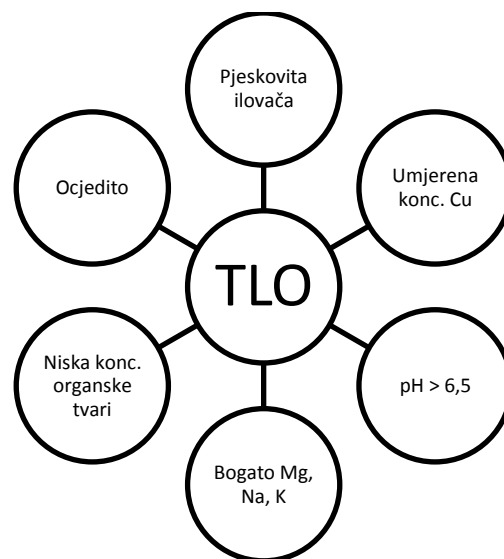 Pjeskovita
ilovača
Ocjedito
Umjerena
konc. Cu
TLO
Niska konc.
organske
tvari
pH > 6,5
Bogato Mg,
Na, K